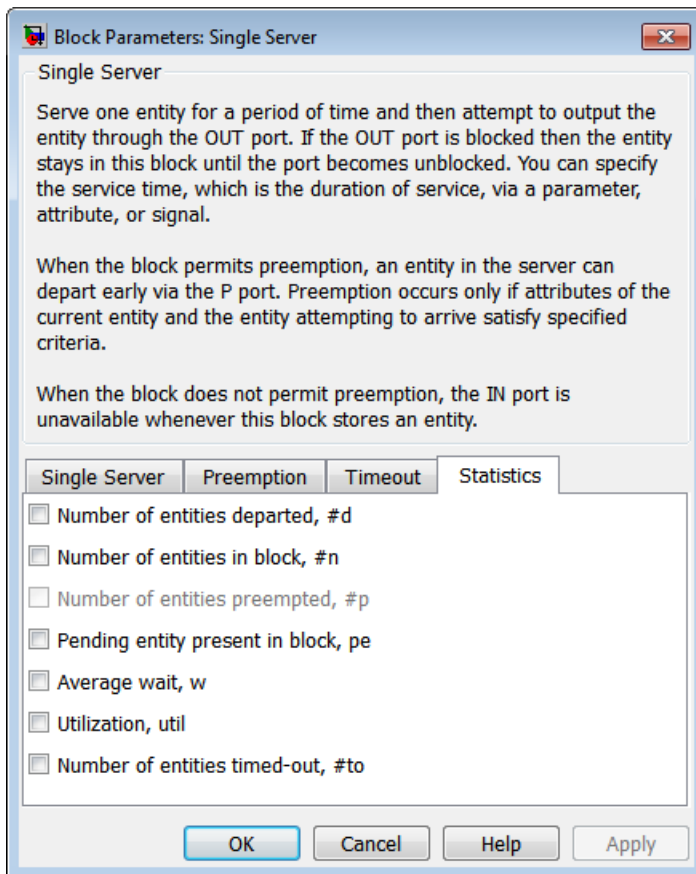 Block Parameters: Single Server
Single Server
Serve one entity for a period of time and then attempt to output the
entity through the OUT port. If the OUT port is blocked then the entity
stays in this block until the port becomes unblocked. You can specify
the service time, which is the duration of service, via a parameter,
attribute, or signal.
When the block permits preemption, an entity in the server can
depart early via the P port. Preemption occurs only if attributes of the
current entity and the entity attempting to arrive satisfy specified
criteria.
When the block does not permit preemption, the IN port is
unavailable whenever this block stores an entity.
Single Server Preemption Timeout Statistics
Number of entities departed, #d
Number of entities in block, #n
Number of entities preempted, #p
Pending entity present in block, pe
Average wait, w
Utilization, util
Number of entities timed-out, #to
OK Cancel Help Apply